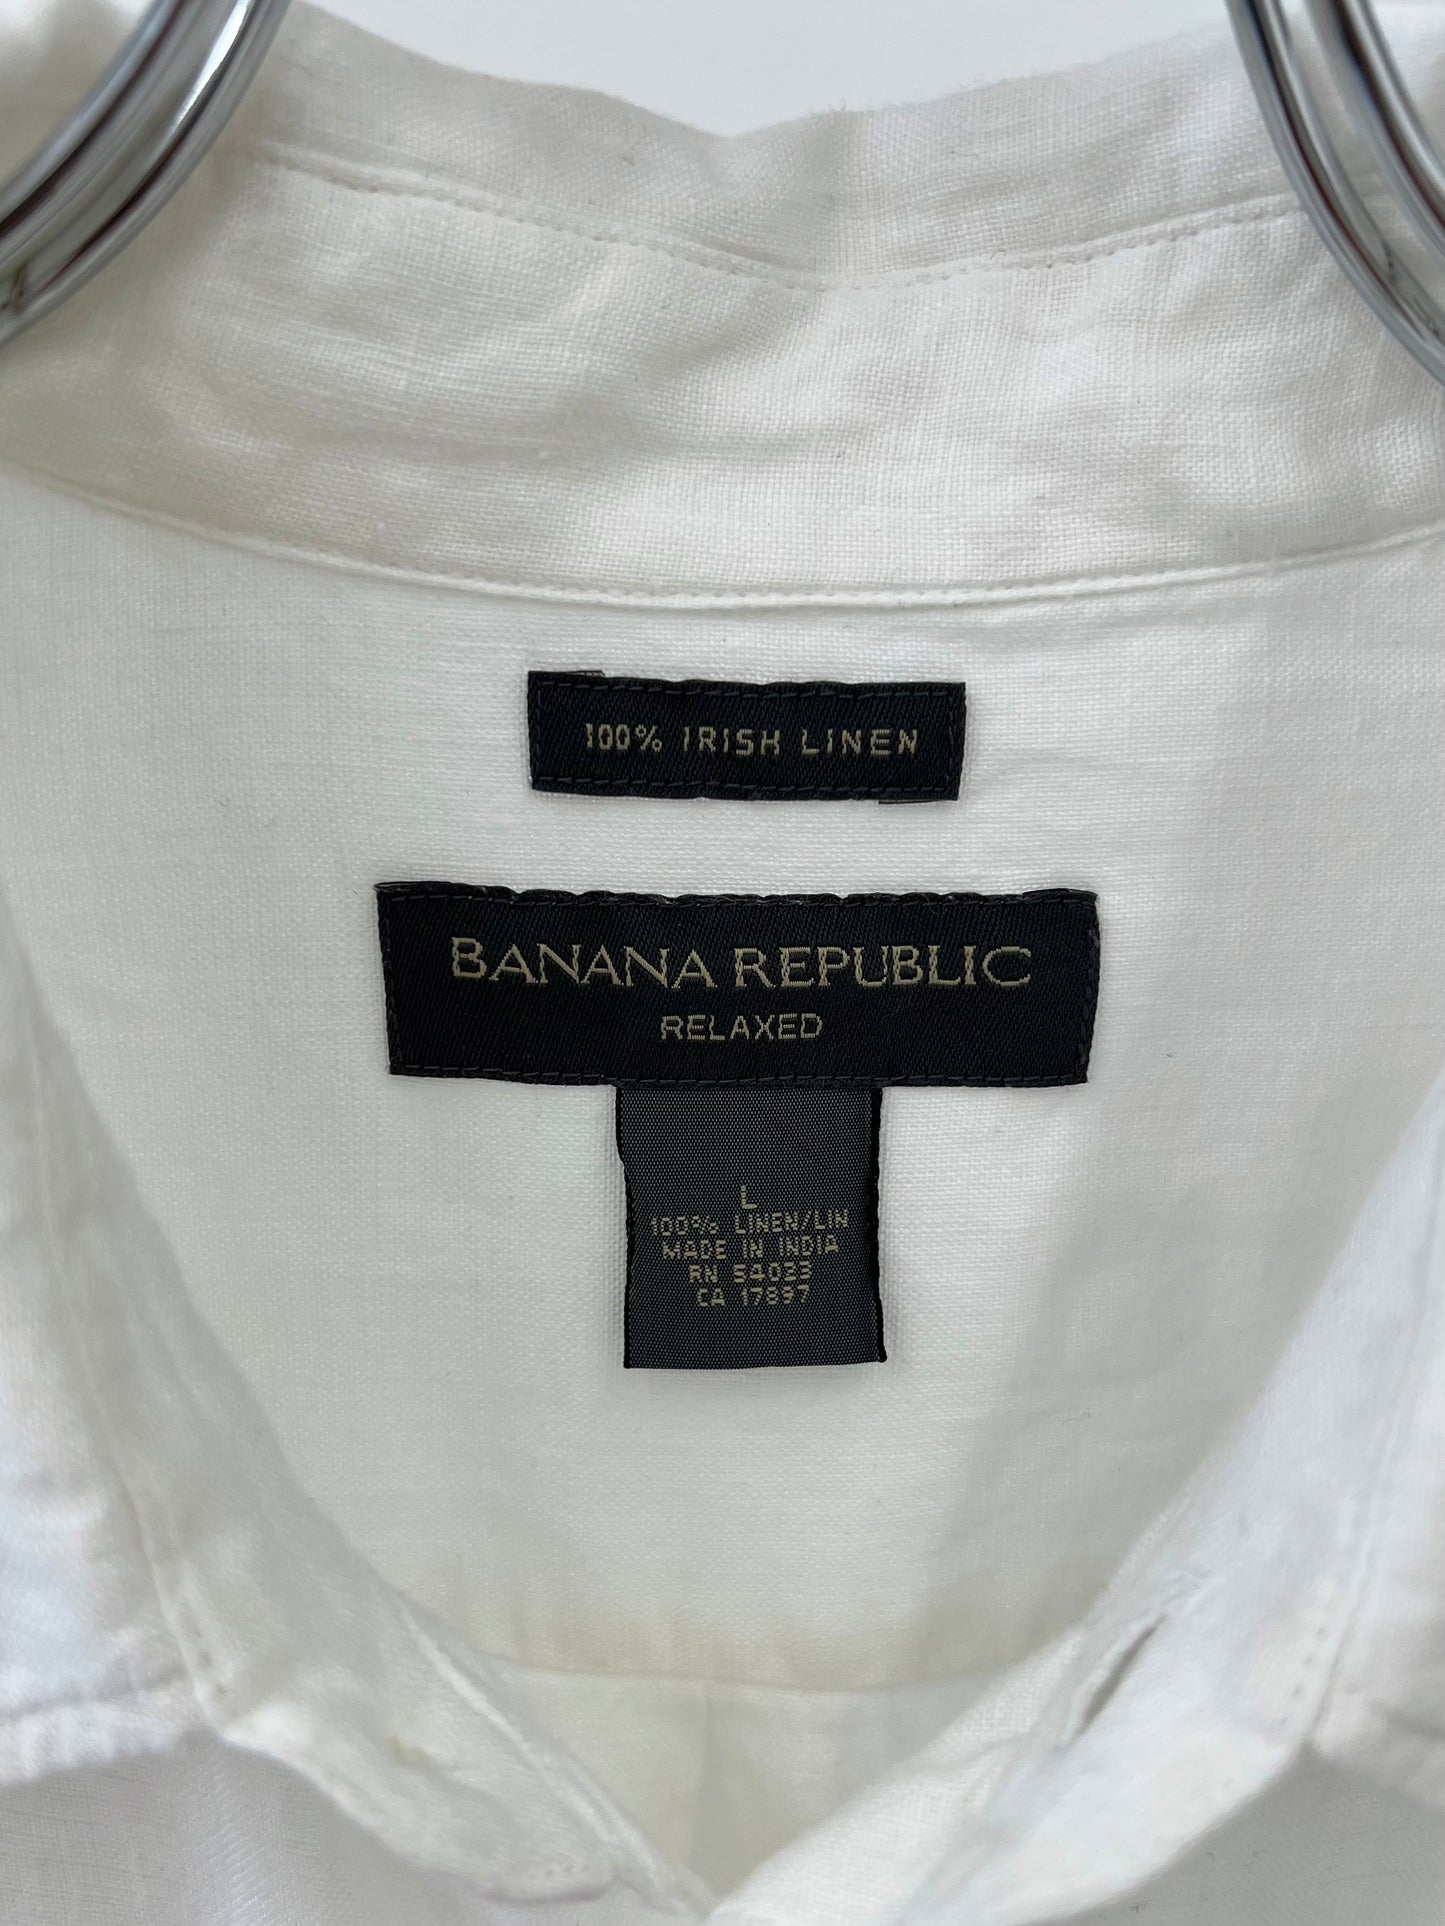 100% IRISH LINEN
BANANA REPUBLIC
RELAXED
L
100% LINEN/LIN
MADE IN INDIA
RN 54023
CA 17897